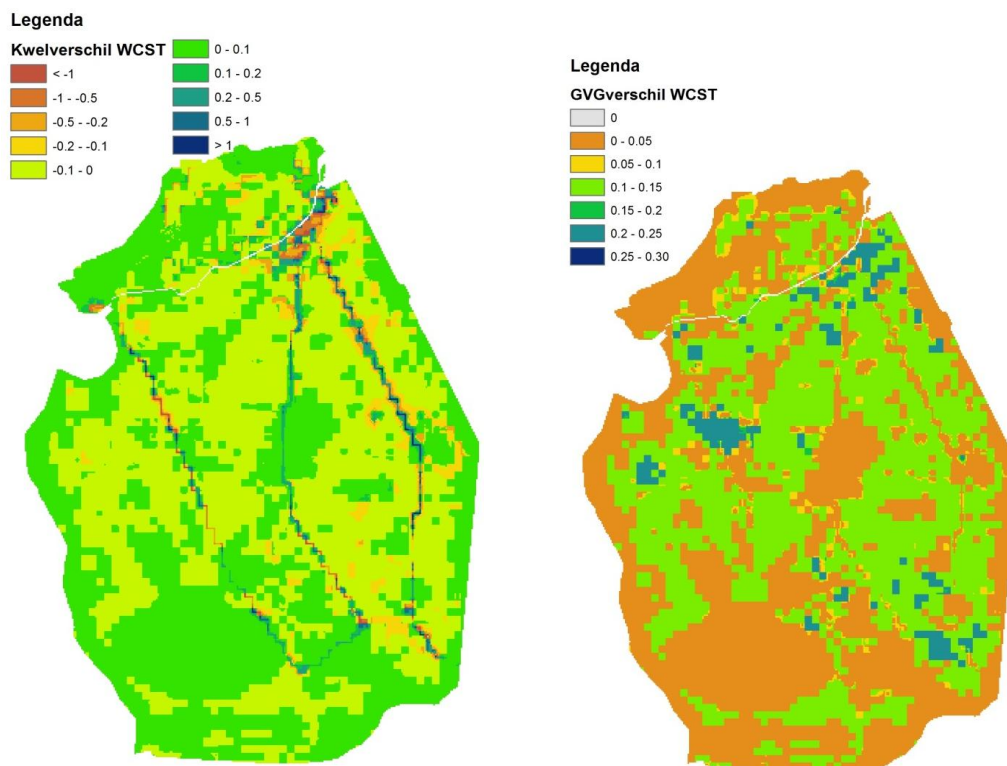 Legenda
Kwelverschil WCST
< -1
-1 - -0.5
-0.5 - -0.2
-0.2 - -0.1
-0.1 - 0
0 - 0.1
0.1 - 0.2
0.2 - 0.5
0.5 - 1
> 1
Legenda
GVGverschil WCST
0
0 - 0.05
0.05 - 0.1
0.1 - 0.15
0.15 - 0.2
0.2 - 0.25
0.25 - 0.30